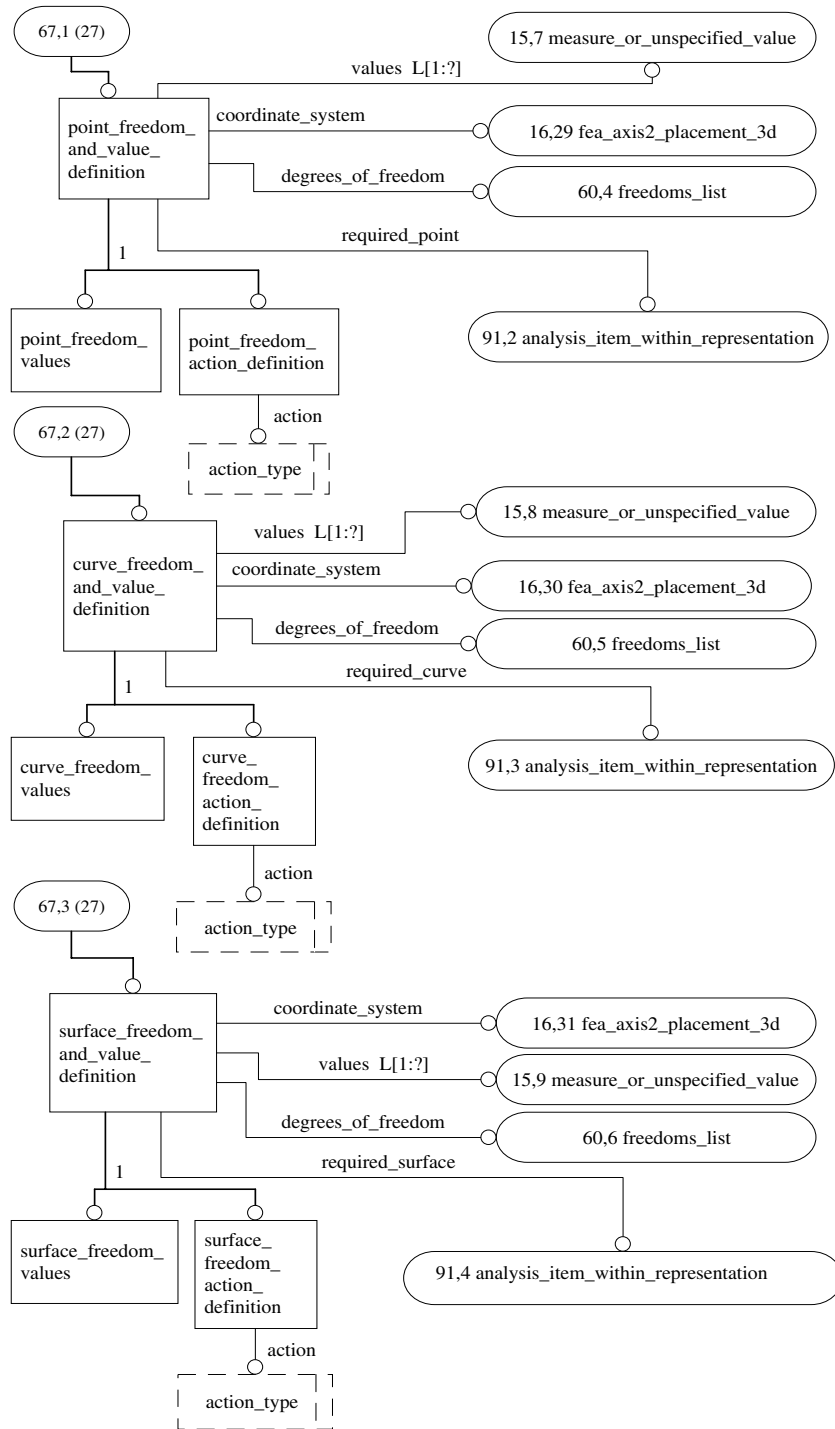 67,1 (27)
15,7 measure_or_unspecified_value
values L[1:?]
point_freedom_
and_value_
definition
coordinate_system
16,29 fea_axis2_placement_3d
degrees_of_freedom
60,4 freedoms_list
required_point
1
point_freedom_
values
point_freedom_
action_definition
91,2 analysis_item_within_representation
action
action_type
67,2 (27)
values L[1:?]
15,8 measure_or_unspecified_value
curve_freedom_
and_value_
definition
coordinate_system
16,30 fea_axis2_placement_3d
degrees_of_freedom
60,5 freedoms_list
required_curve
1
curve_freedom_
values
curve_
freedom_
action_
definition
91,3 analysis_item_within_representation
action
action_type
67,3 (27)
surface_freedom_
and_value_
definition
coordinate_system
16,31 fea_axis2_placement_3d
values L[1:?]
15,9 measure_or_unspecified_value
degrees_of_freedom
60,6 freedoms_list
required_surface
1
surface_freedom_
values
surface_
freedom_
action_
definition
91,4 analysis_item_within_representation
action
action_type